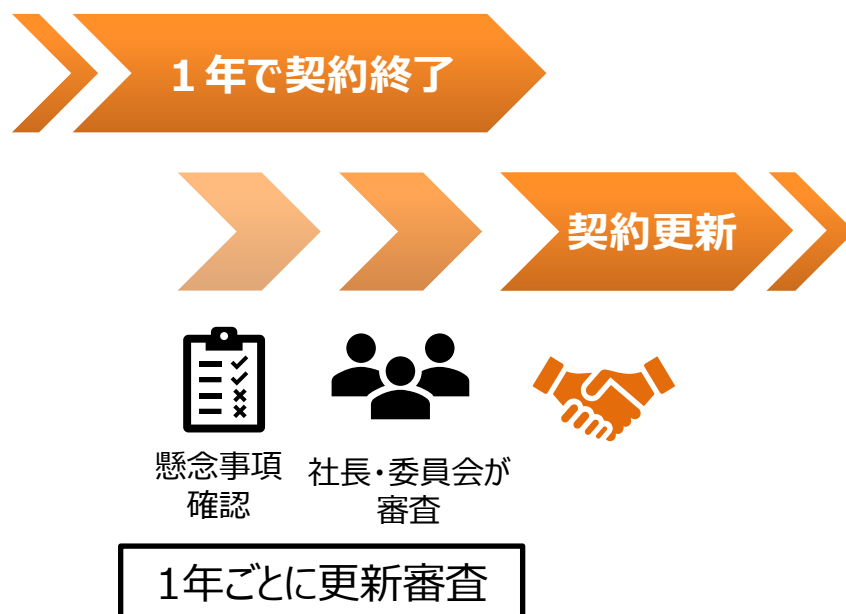 １年で契約終了
契約更新
懸念事項
確認
社長・委員会が
審査
1年ごとに更新審査